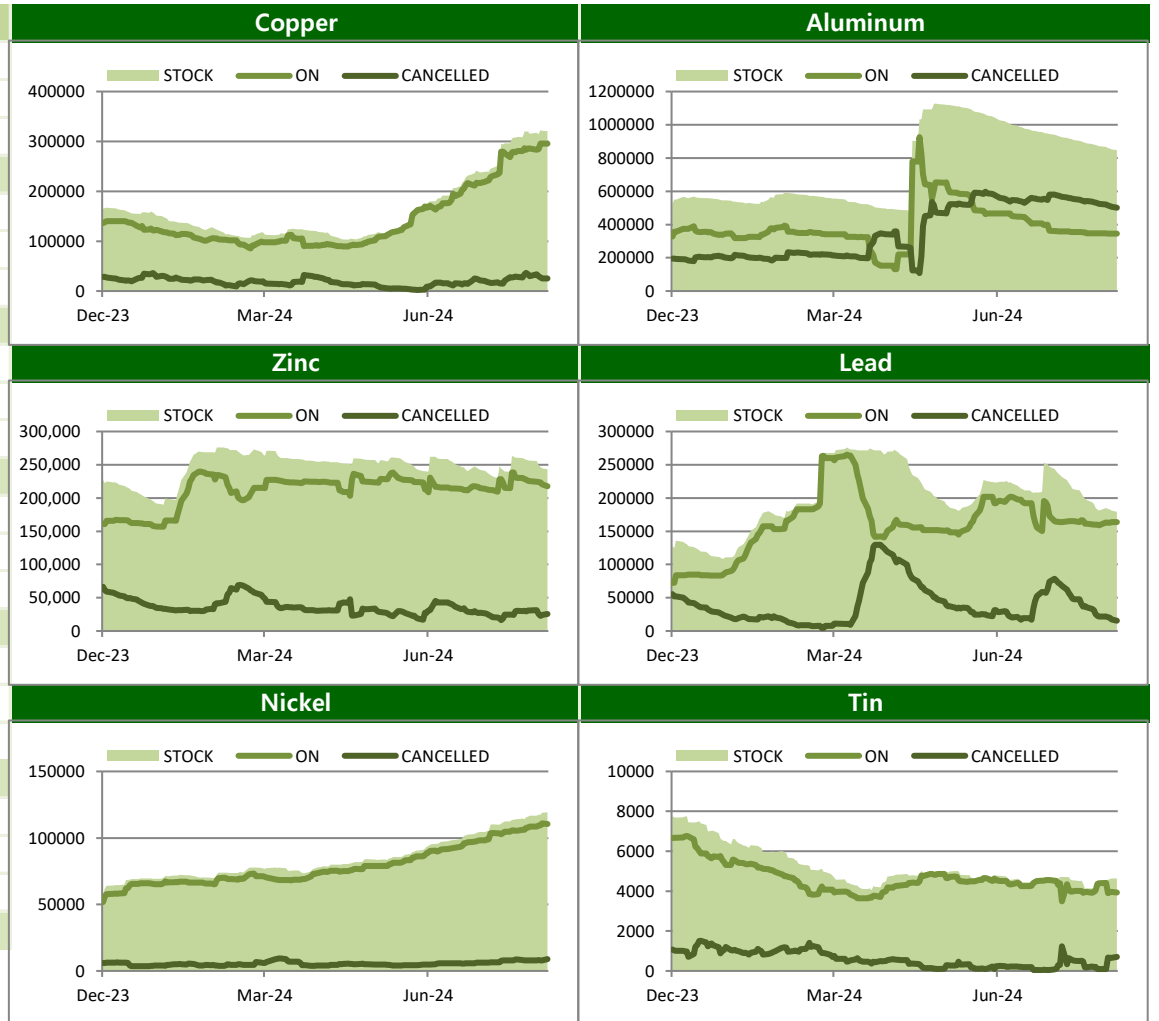 Copper
STOCK ON CANCELLED
400000
300000
200000
100000
0
Dec-23 Mar-24 Jun-24
Aluminum
STOCK ON CANCELLED
1200000
1000000
800000
600000
400000
200000
0
Dec-23 Mar-24 Jun-24
Zinc
STOCK ON CANCELLED
300,000
250,000
200,000
150,000
100,000
50,000
0
Dec-23 Mar-24 Jun-24
Lead
STOCK ON CANCELLED
300000
250000
200000
150000
100000
50000
0
Dec-23 Mar-24 Jun-24
Nickel
STOCK ON CANCELLED
150000
100000
50000
0
Dec-23 Mar-24 Jun-24
Tin
STOCK ON CANCELLED
10000
8000
6000
4000
2000
0
Dec-23 Mar-24 Jun-24